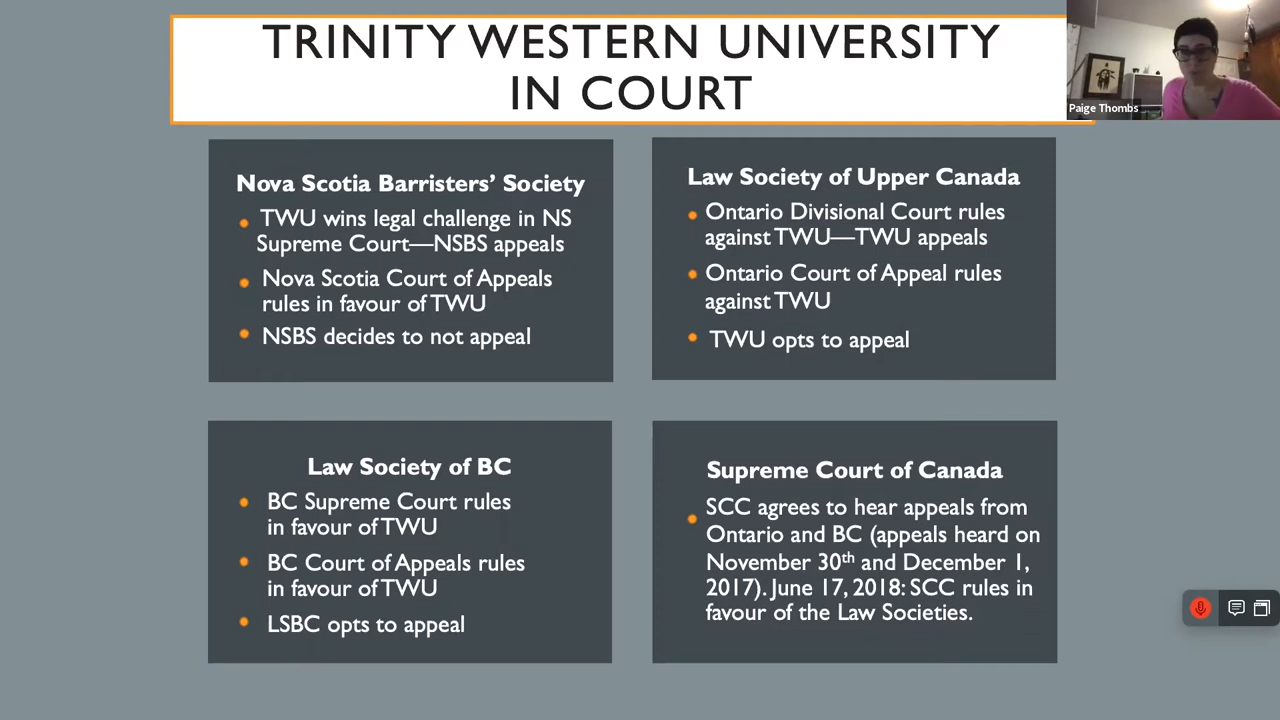 TRINITY WESTERN UNIVERSITY
IN COURT
Paige Thombs
Nova Scotia Barristers' Society
TWU wins legal challenge in NS
Supreme Court—NSBS appeals
Nova Scotia Court of Appeals
rules in favour of TWU
NSBS decides to not appeal
Law Society of Upper Canada
Ontario Divisional Court rules
against TWU—TWU appeals
Ontario Court of Appeal rules
against TWU
TWU opts to appeal
Law Society of BC
BC Supreme Court rules
in favour of TWU
BC Court of Appeals rules
in favour of TWU
LSBC opts to appeal
Supreme Court of Canada
SCC agrees to hear appeals from
Ontario and BC (appeals heard on
November 30th and December 1,
2017). June 17, 2018: SCC rules in
favour of the Law Societies.